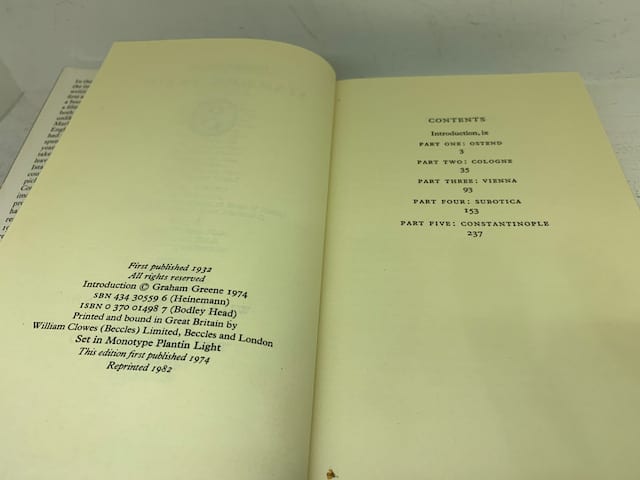 First published 1932
All rights reserved
Introduction © Graham Greene 1974
SBN 434 30559 6 (Heinemann)
ISBN 0 370 01498 7 (Bodley Head)
Printed and bound in Great Britain by
William Clowes (Beccles) Limited, Beccles and London
Set in Monotype Plantin Light
This edition first published 1974
Reprinted 1982
CONTENTS
Introduction, ix
PART ONE: OSTEND
3
PART TWO: COLOGNE
35
PART THREE: VIENNA
93
PART FOUR: SUBOTICA
153
PART FIVE: CONSTANTINOPLE
237